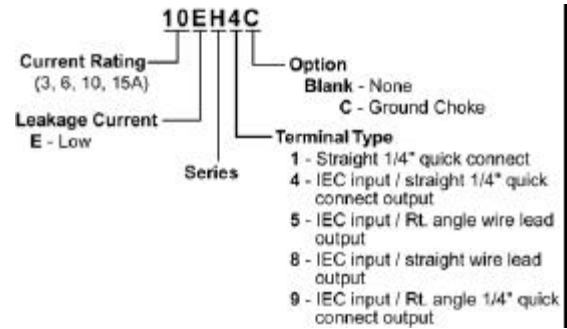 10EH4C
Current Rating
(3, 6, 10, 15A)
Leakage Current
E - Low
Series
Option
Blank - None
C - Ground Choke
Terminal Type
1 - Straight 1/4" quick connect
4 - IEC input / straight 1/4" quick
connect output
5 - IEC input / Rt. angle wire lead
output
8 - IEC input / straight wire lead
output
9 - IEC input / Rt. angle 1/4" quick
connect output